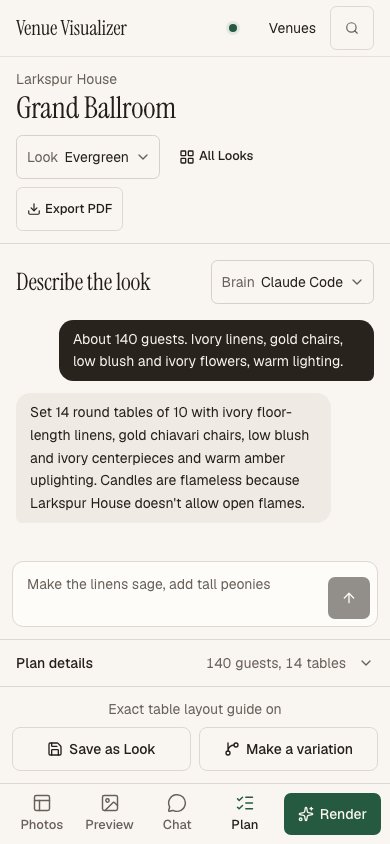 Venue Visualizer
Venues
Larkspur House
Grand Ballroom
Look Evergreen
All Looks
Export PDF
Describe the look
Brain Claude Code
About 140 guests. Ivory linens, gold chairs,
low blush and ivory flowers, warm lighting.
Set 14 round tables of 10 with ivory floor-
length linens, gold chiavari chairs, low blush
and ivory centerpieces and warm amber
uplighting. Candles are flameless because
Larkspur House doesn't allow open flames.
Make the linens sage, add tall peonies
Plan details
140 guests, 14 tables
Exact table layout guide on
Save as Look
Make a variation
Photos
Preview
Chat
Plan
Render